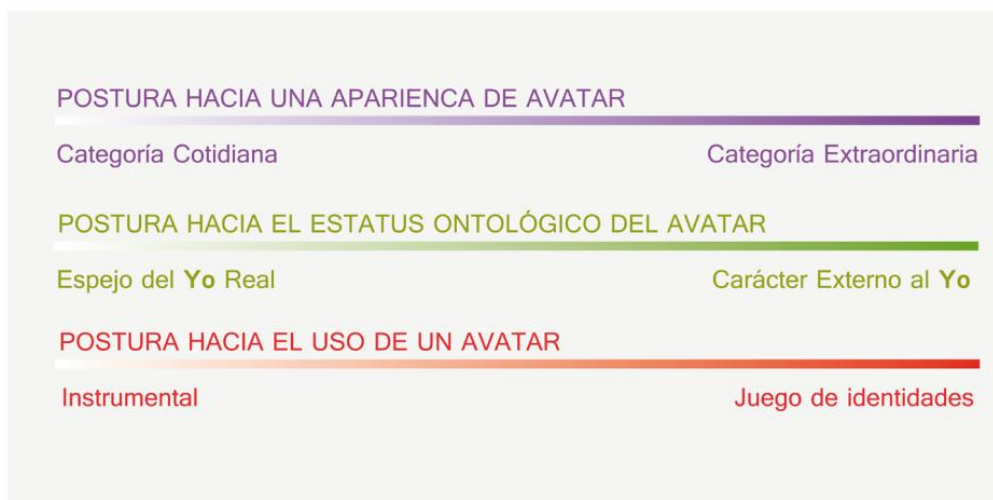 POSTURA HACIA UNA APARIENCA DE AVATAR
Categoría Cotidiana Categoría Extraordinaria
POSTURA HACIA EL ESTATUS ONTOLÓGICO DEL AVATAR
Espejo del Yo Real Carácter Externo al Yo
POSTURA HACIA EL USO DE UN AVATAR
Instrumental Juego de identidades